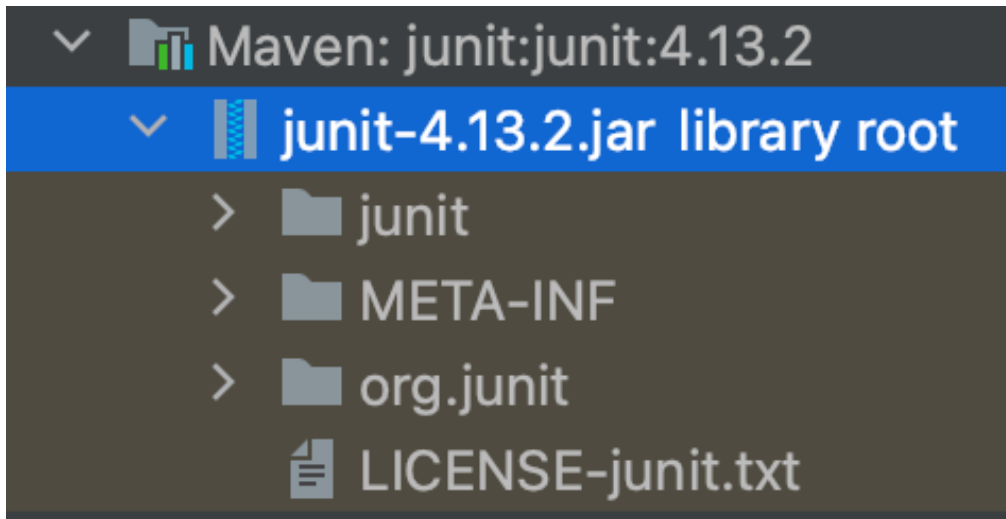 Maven: junit:junit:4.13.2
junit-4.13.2.jar library root
junit
META-INF
org.junit
LICENSE-junit.txt